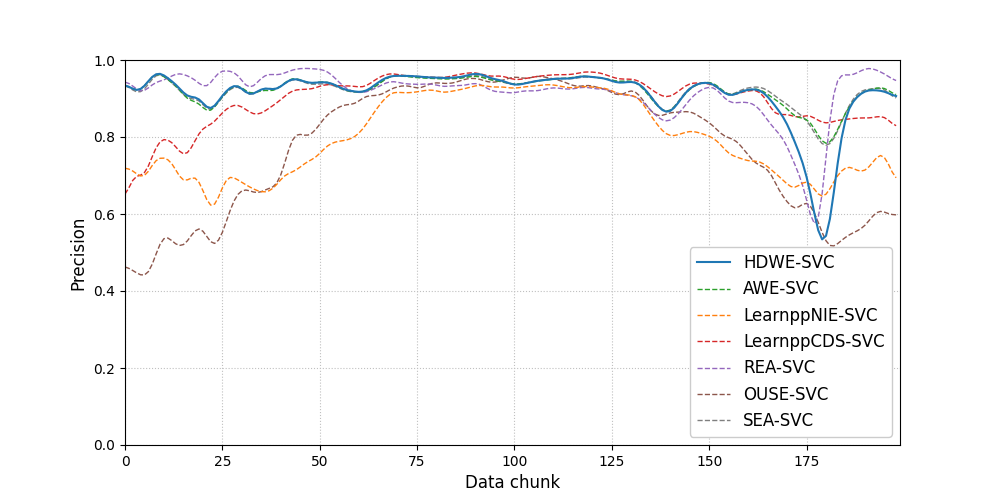 1.0
0.8
0.6
0.4
0.2
0.0
Precision
0 25 50 75 100 125 150 175
Data chunk
HDWE-SVC
AWE-SVC
LearnppNIE-SVC
LearnppCDS-SVC
REA-SVC
OUSE-SVC
SEA-SVC